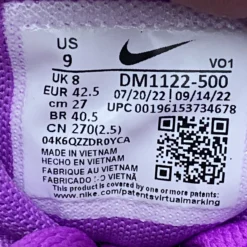 US
9
VO1
UK 8
DM1122-500
EUR 42.5
07/20/22 09/14/22
cm 27
UPC 00196153734678
BR 40.5
CN 270(2.5)
04K6QZZDR0YCA
MADE IN VIETNAM
HECHO EN VIETNAM
FABRIQUE AU VIETNAM
FABRICADO VIETNÃ
This product is covered by one or more patents
www.nike.com/patentsvirtualmarking